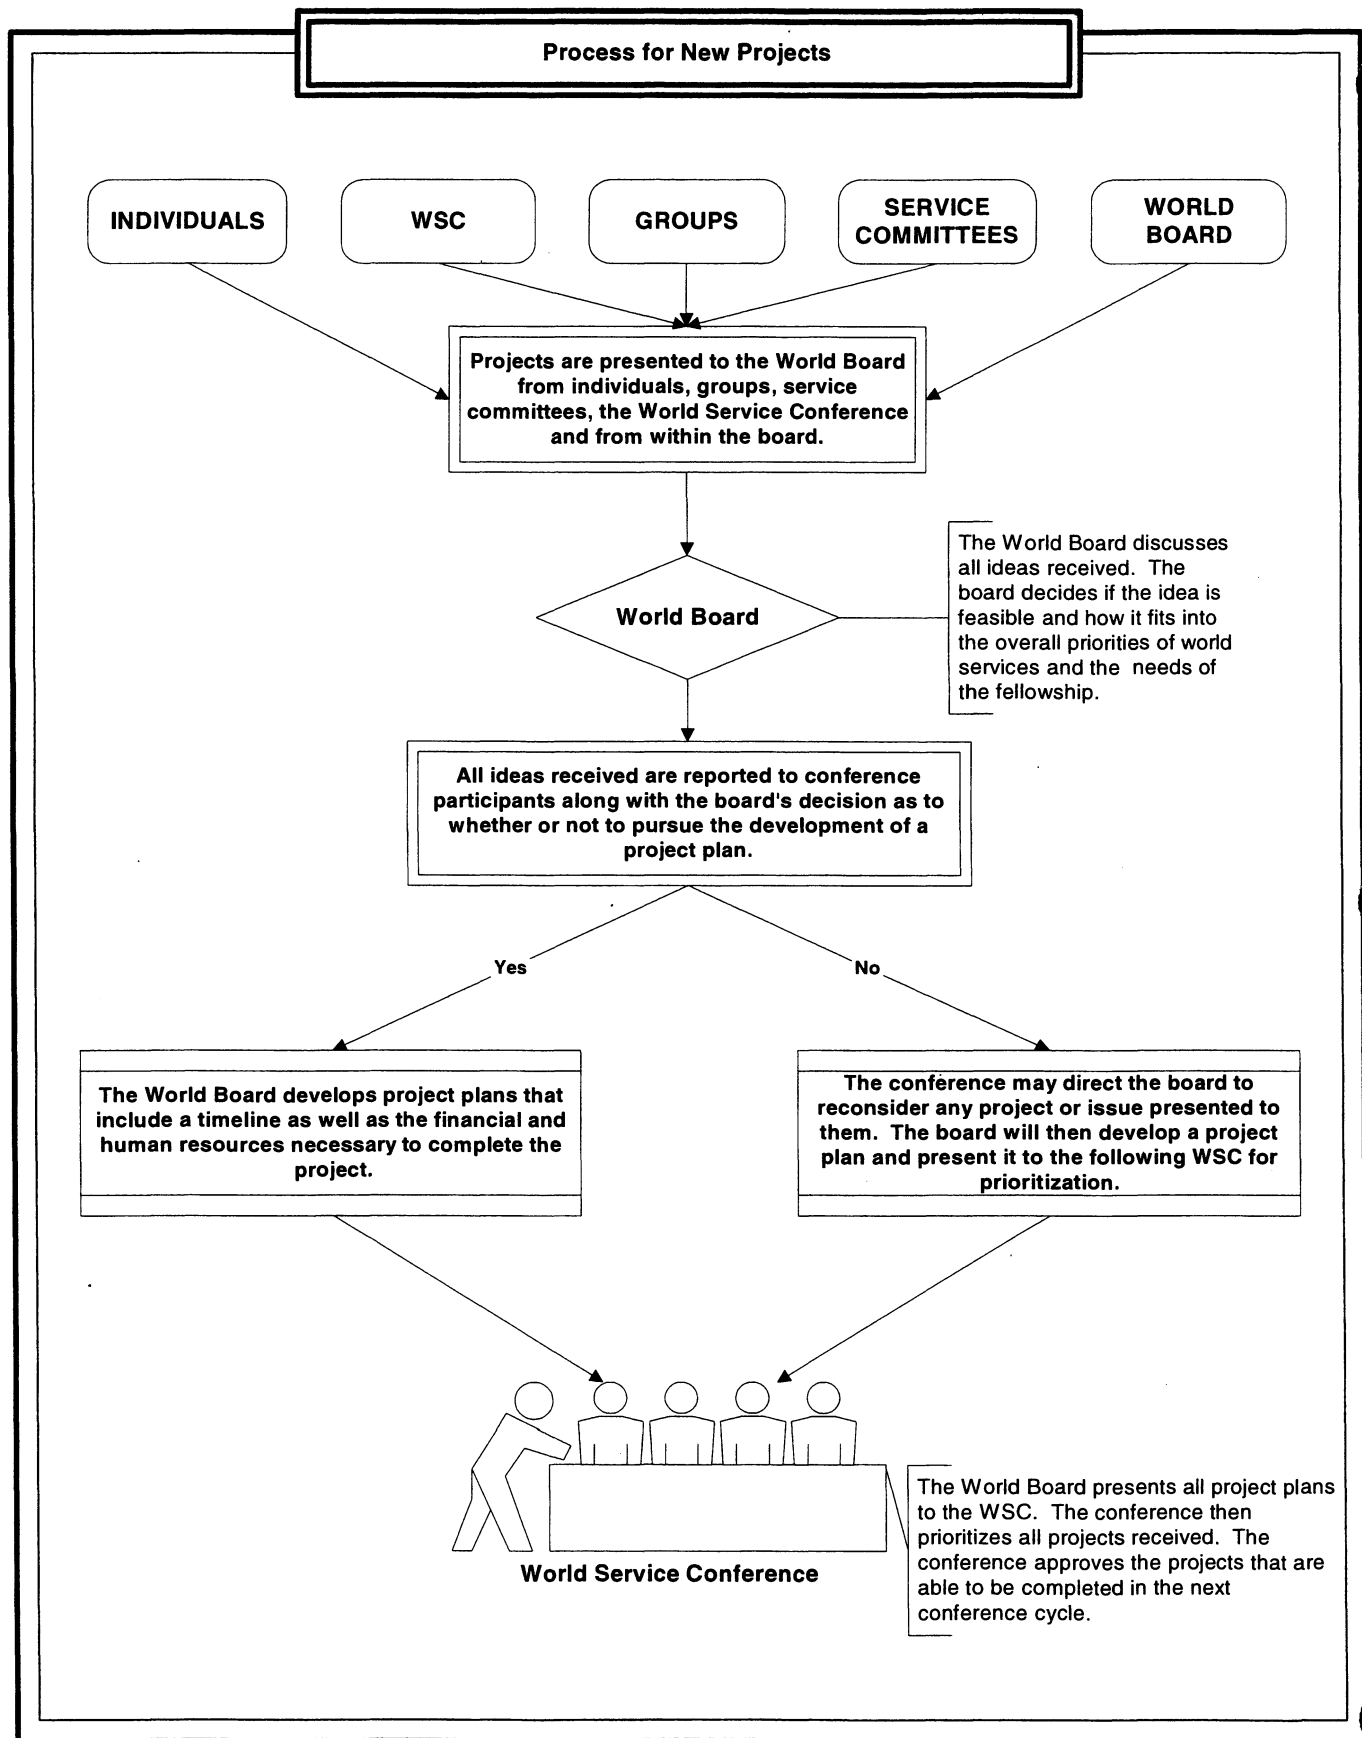 Process for New Projects
INDIVIDUALS
WSC
GROUPS
SERVICE
COMMITTEES
WORLD
BOARD
Projects are presented to the World Board
from individuals, groups, service
committees, the World Service Conference
and from within the board.
World Board
The World Board discusses
all ideas received. The
board decides if the idea is
feasible and how it fits into
the overall priorities of world
services and the needs of
the fellowship.
All ideas received are reported to conference
participants along with the board's decision as to
whether or not to pursue the development of a
project plan.
Yes
No
The World Board develops project plans that
include a timeline as well as the financial and
human resources necessary to complete the
project.
The conference may direct the board to
reconsider any project or issue presented to
them. The board will then develop a project
plan and present it to the following WSC for
prioritization.
World Service Conference
The World Board presents all project plans
to the WSC. The conference then
prioritizes all projects received. The
conference approves the projects that are
able to be completed in the next
conference cycle.